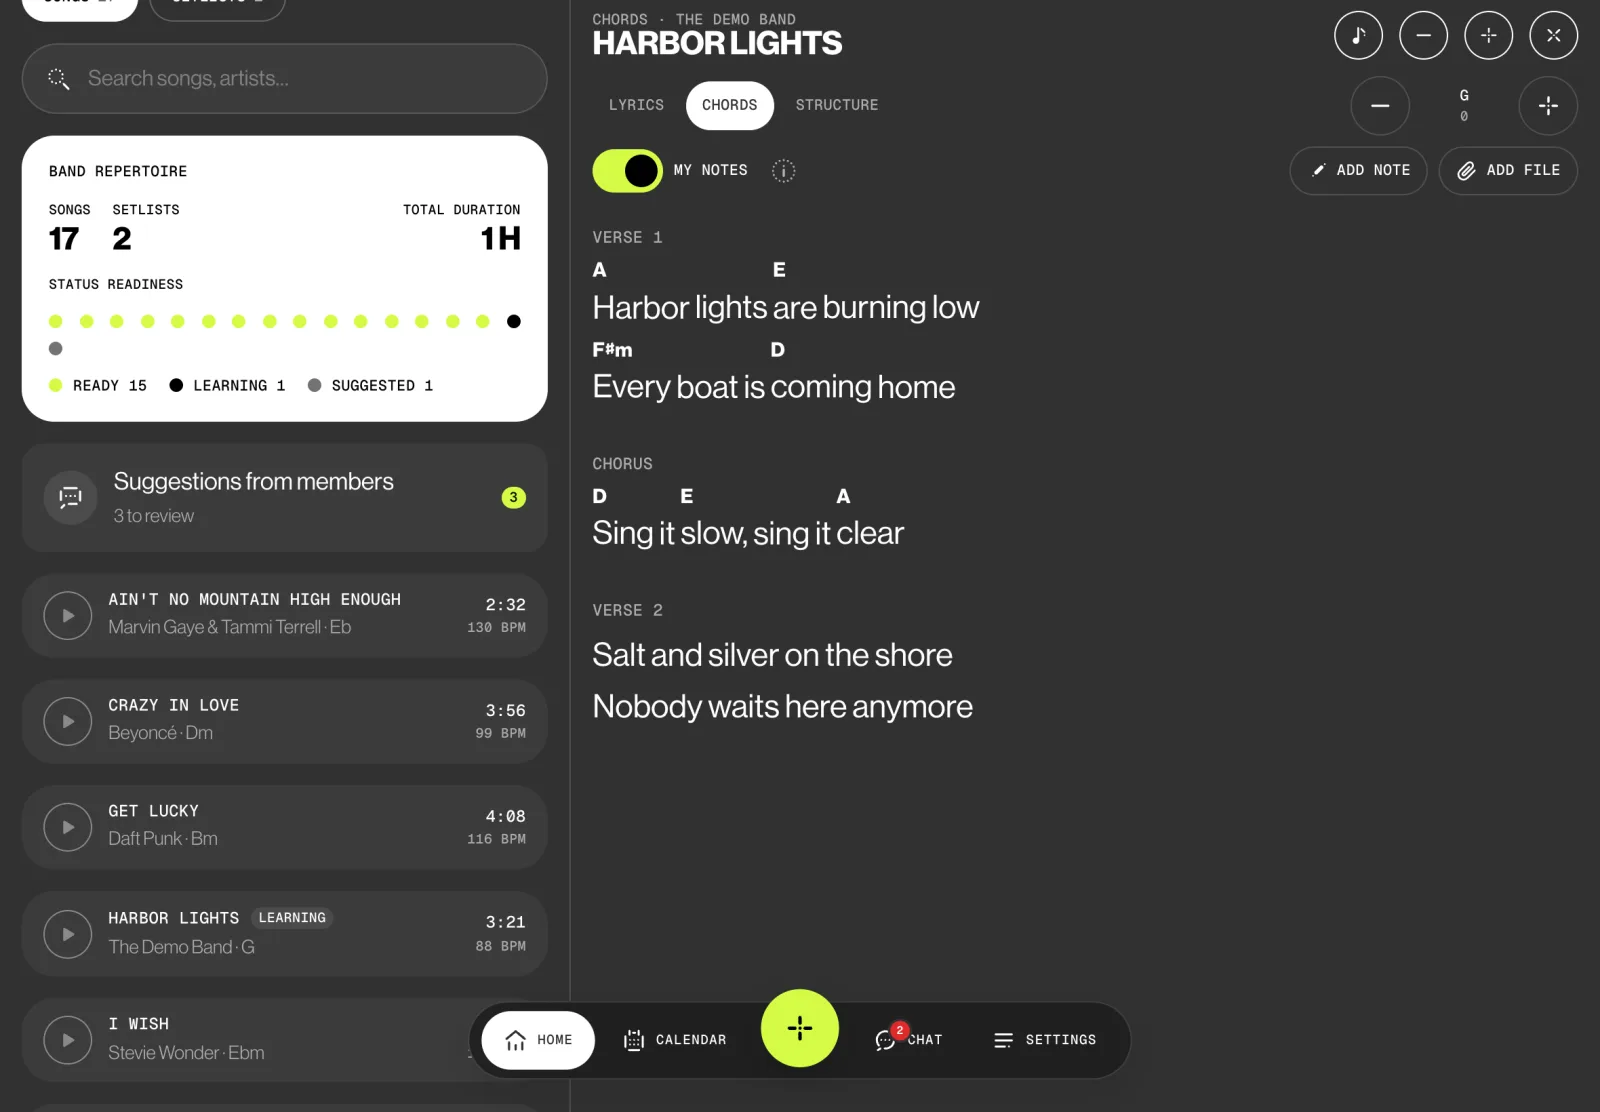 Search songs, artists...
BAND REPERTOIRE
SONGS SETLISTS TOTAL DURATION
17 2 1H
STATUS READINESS
READY 15 LEARNING 1 SUGGESTED 1
Suggestions from members
3 to review
3
AIN'T NO MOUNTAIN HIGH ENOUGH 2:32
Marvin Gaye & Tammi Terrell · Eb 130 BPM
CRAZY IN LOVE 3:56
Beyoncé · Dm 99 BPM
GET LUCKY 4:08
Daft Punk · Bm 116 BPM
HARBOR LIGHTS LEARNING 3:21
The Demo Band · G 88 BPM
I WISH
Stevie Wonder · Ebm
CHORDS · THE DEMO BAND
HARBOR LIGHTS
LYRICS CHORDS STRUCTURE
G
0
MY NOTES
ADD NOTE ADD FILE
VERSE 1
A E
Harbor lights are burning low
F#m D
Every boat is coming home
CHORUS
D E A
Sing it slow, sing it clear
VERSE 2
Salt and silver on the shore
Nobody waits here anymore
HOME CALENDAR 2 CHAT SETTINGS